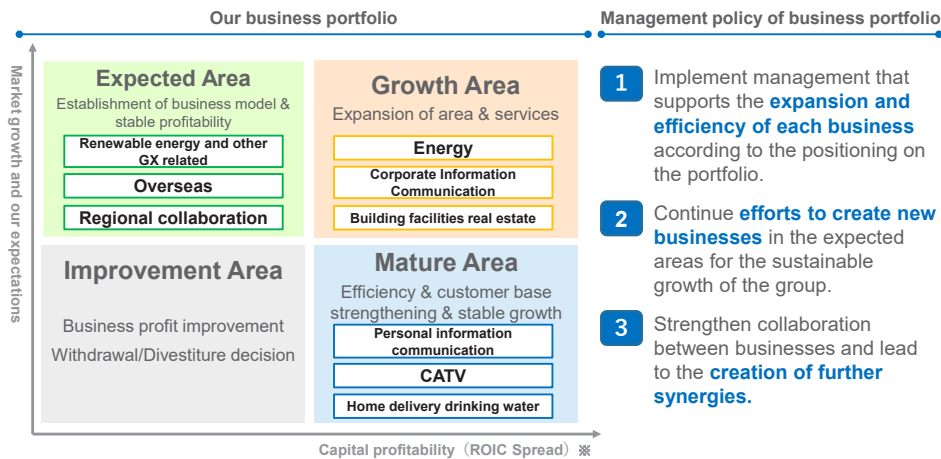 Our business portfolio
Management policy of business portfolio
Market growth and our expectations
Expected Area
Establishment of business model &
stable profitability
Renewable energy and other
GX related
Overseas
Regional collaboration
Growth Area
Expansion of area & services
Energy
Corporate Information
Communication
Building facilities real estate
Improvement Area
Business profit improvement
Withdrawal/Divestiture decision
Mature Area
Efficiency & customer base
strengthening & stable growth
Personal information
communication
CATV
Home delivery drinking water
Capital profitability（ROIC Spread）※
1
Implement management that
supports the expansion and
efficiency of each business
according to the positioning on
the portfolio.
2
Continue efforts to create new
businesses in the expected
areas for the sustainable
growth of the group.
3
Strengthen collaboration
between businesses and lead
to the creation of further
synergies.